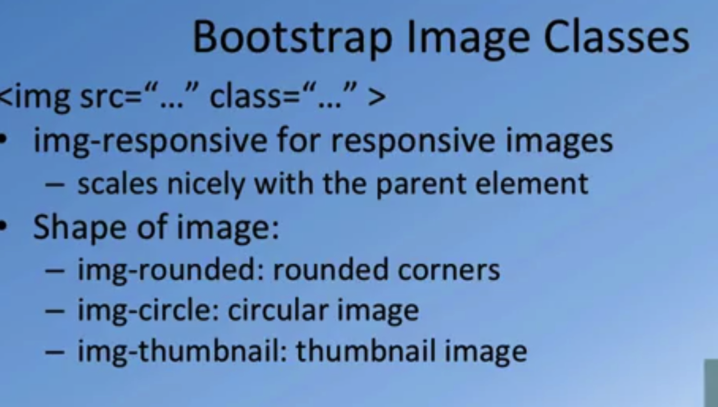 Bootstrap Image Classes
<img src=“...” class=“...” >
• img-responsive for responsive images
– scales nicely with the parent element
• Shape of image:
– img-rounded: rounded corners
– img-circle: circular image
– img-thumbnail: thumbnail image